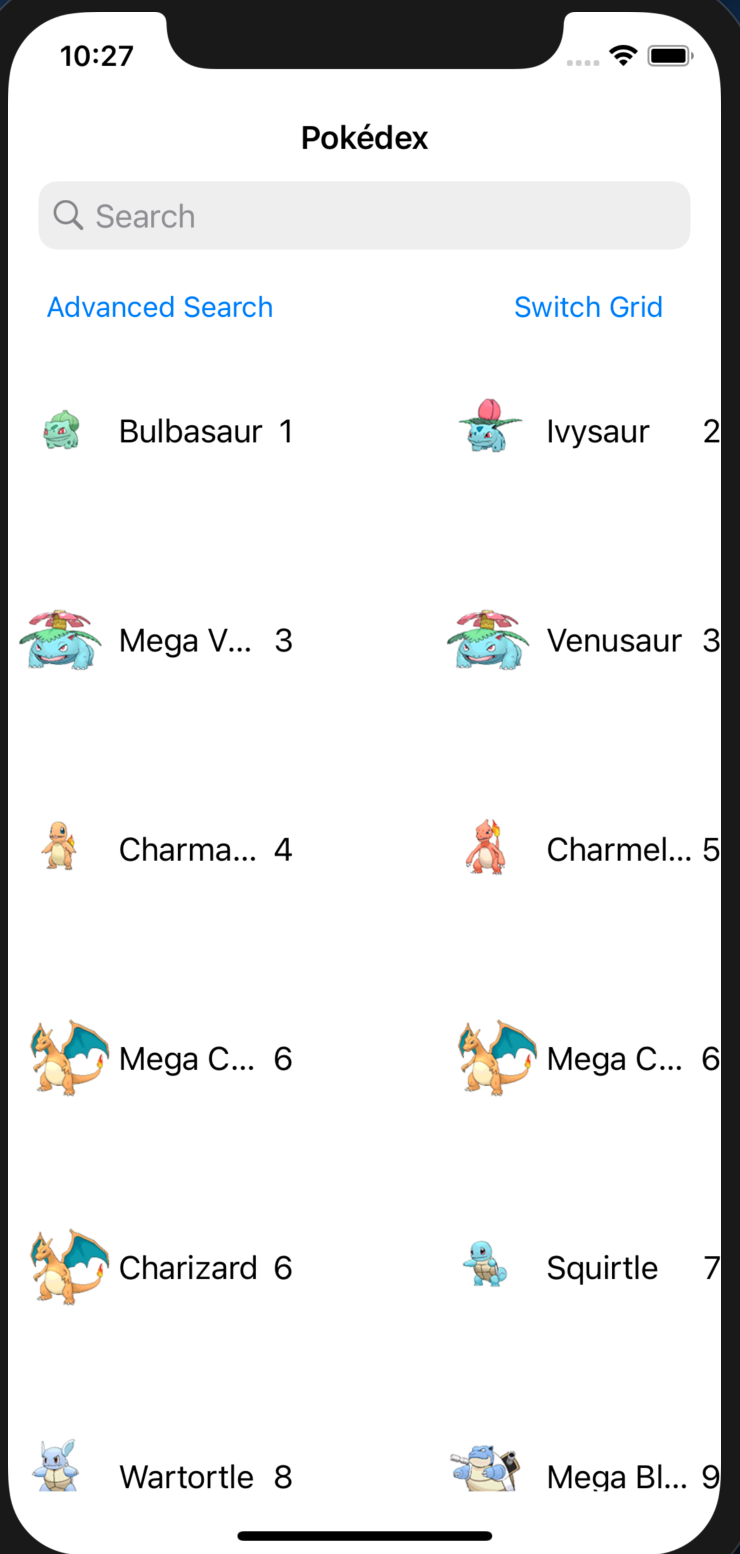 10:27
Pokédex
Search
Advanced Search Switch Grid
Bulbasaur 1 Ivysaur 2
Mega V... 3 Venusaur 3
Charma... 4 Charmel... 5
Mega C... 6 Mega C... 6
Charizard 6 Squirtle 7
Wartortle 8 Mega Bl... 9